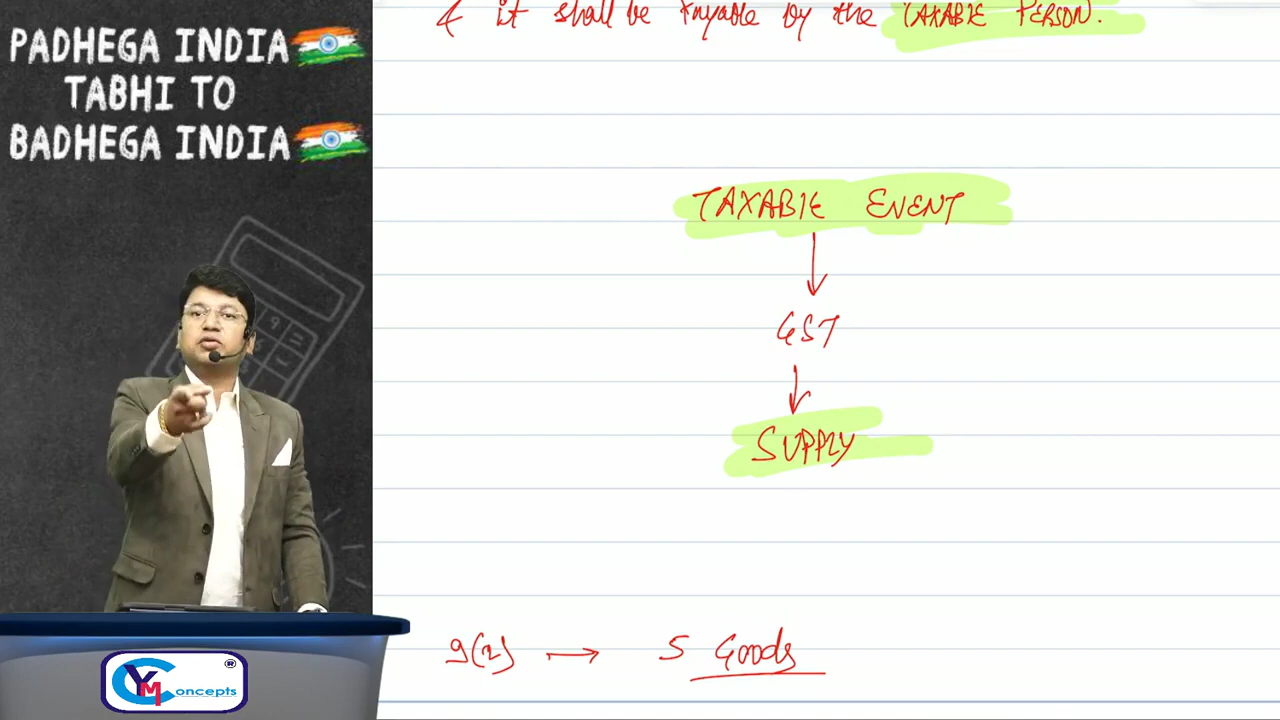 PADHEGA INDIA
TABHI TO
BADHEGA INDIA
& it shall be payable by the TAXABLE PERSON.
TAXABLE EVENT
GST
SUPPLY
9(2) → 5 Goods
YM Concepts ®